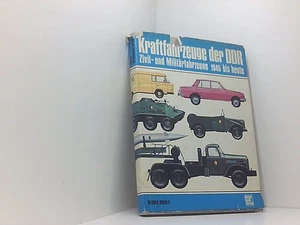 Kraftfahrzeuge der DDR
Zivil- und Militärfahrzeuge 1945 bis heute